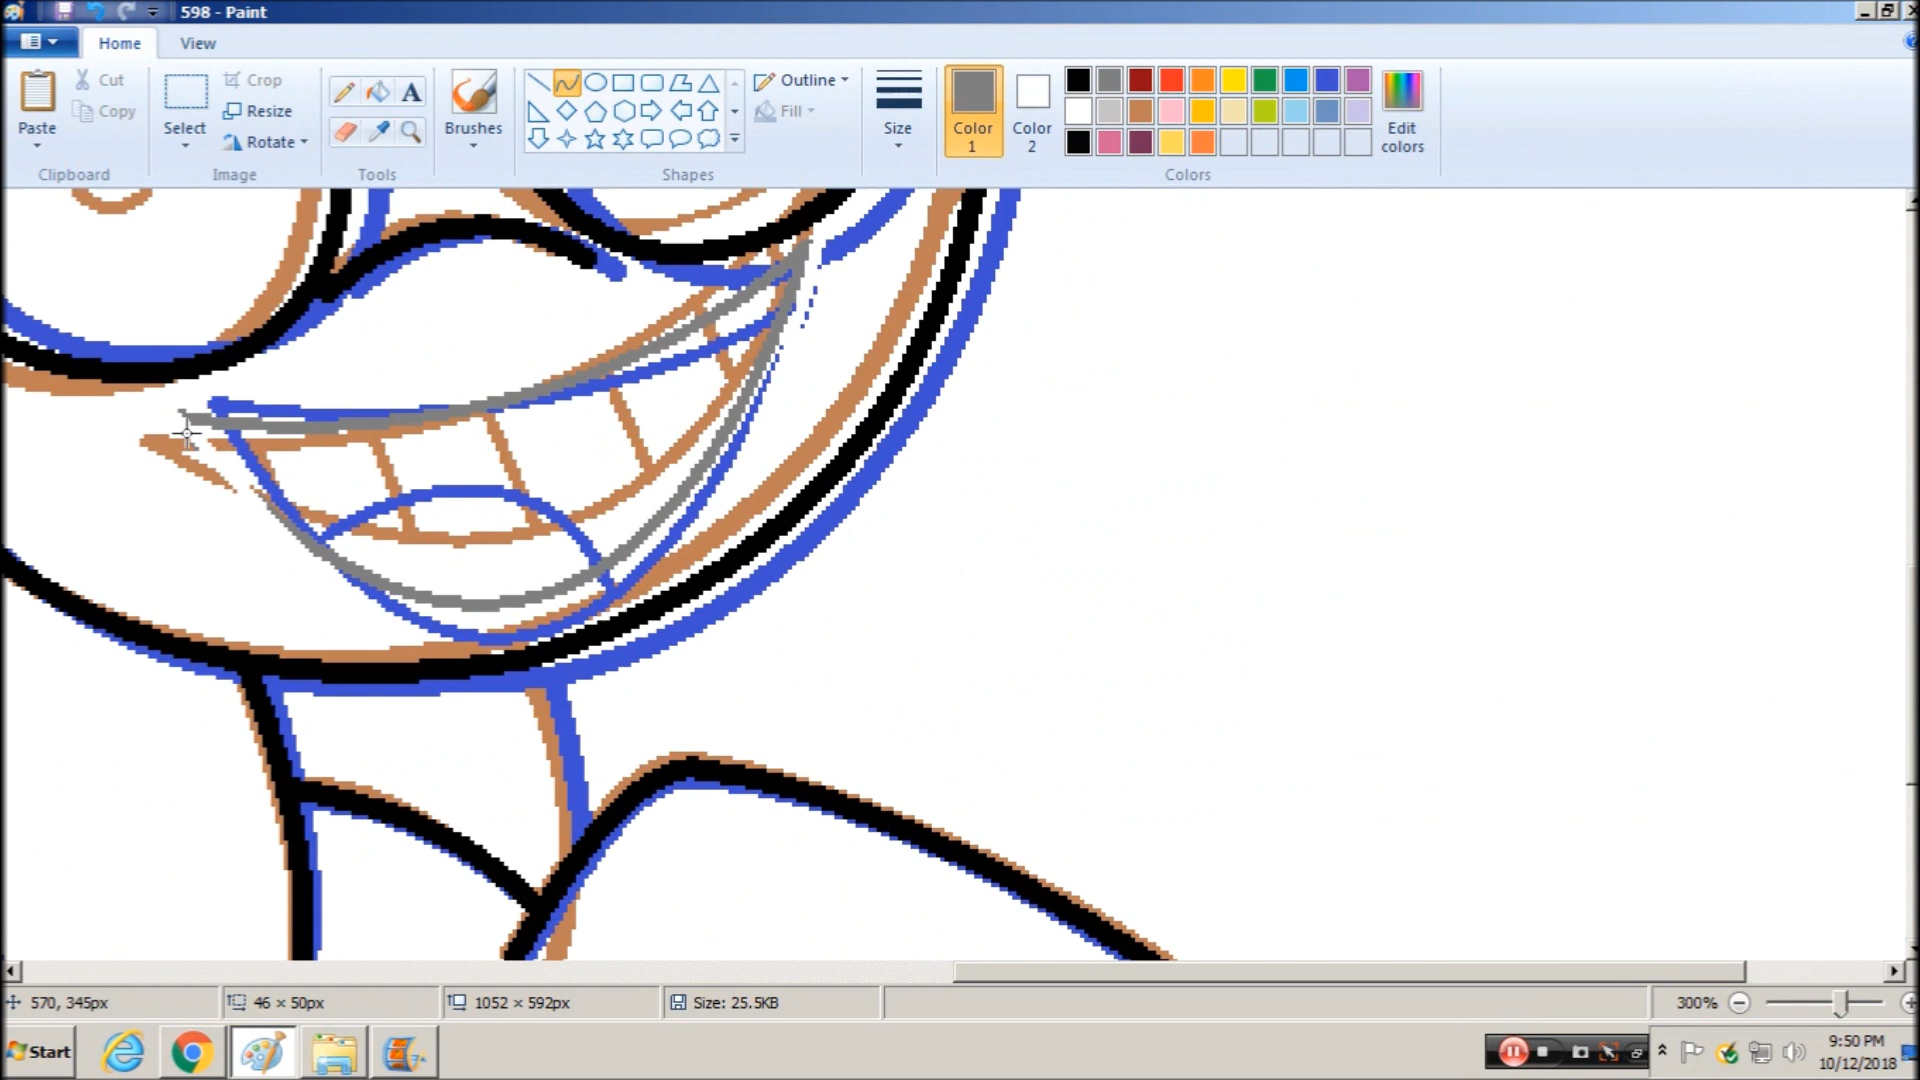 598 - Paint
Home View
Paste
Cut
Copy
Clipboard
Select
Crop
Resize
Rotate
Image
A
Tools
Brushes
Outline
Fill
Shapes
Size
Color
1
Color
2
Edit
colors
Colors
570, 345px
46 × 50px
1052 × 592px
Size: 25.5KB
300%
Start
9:50 PM
10/12/2018